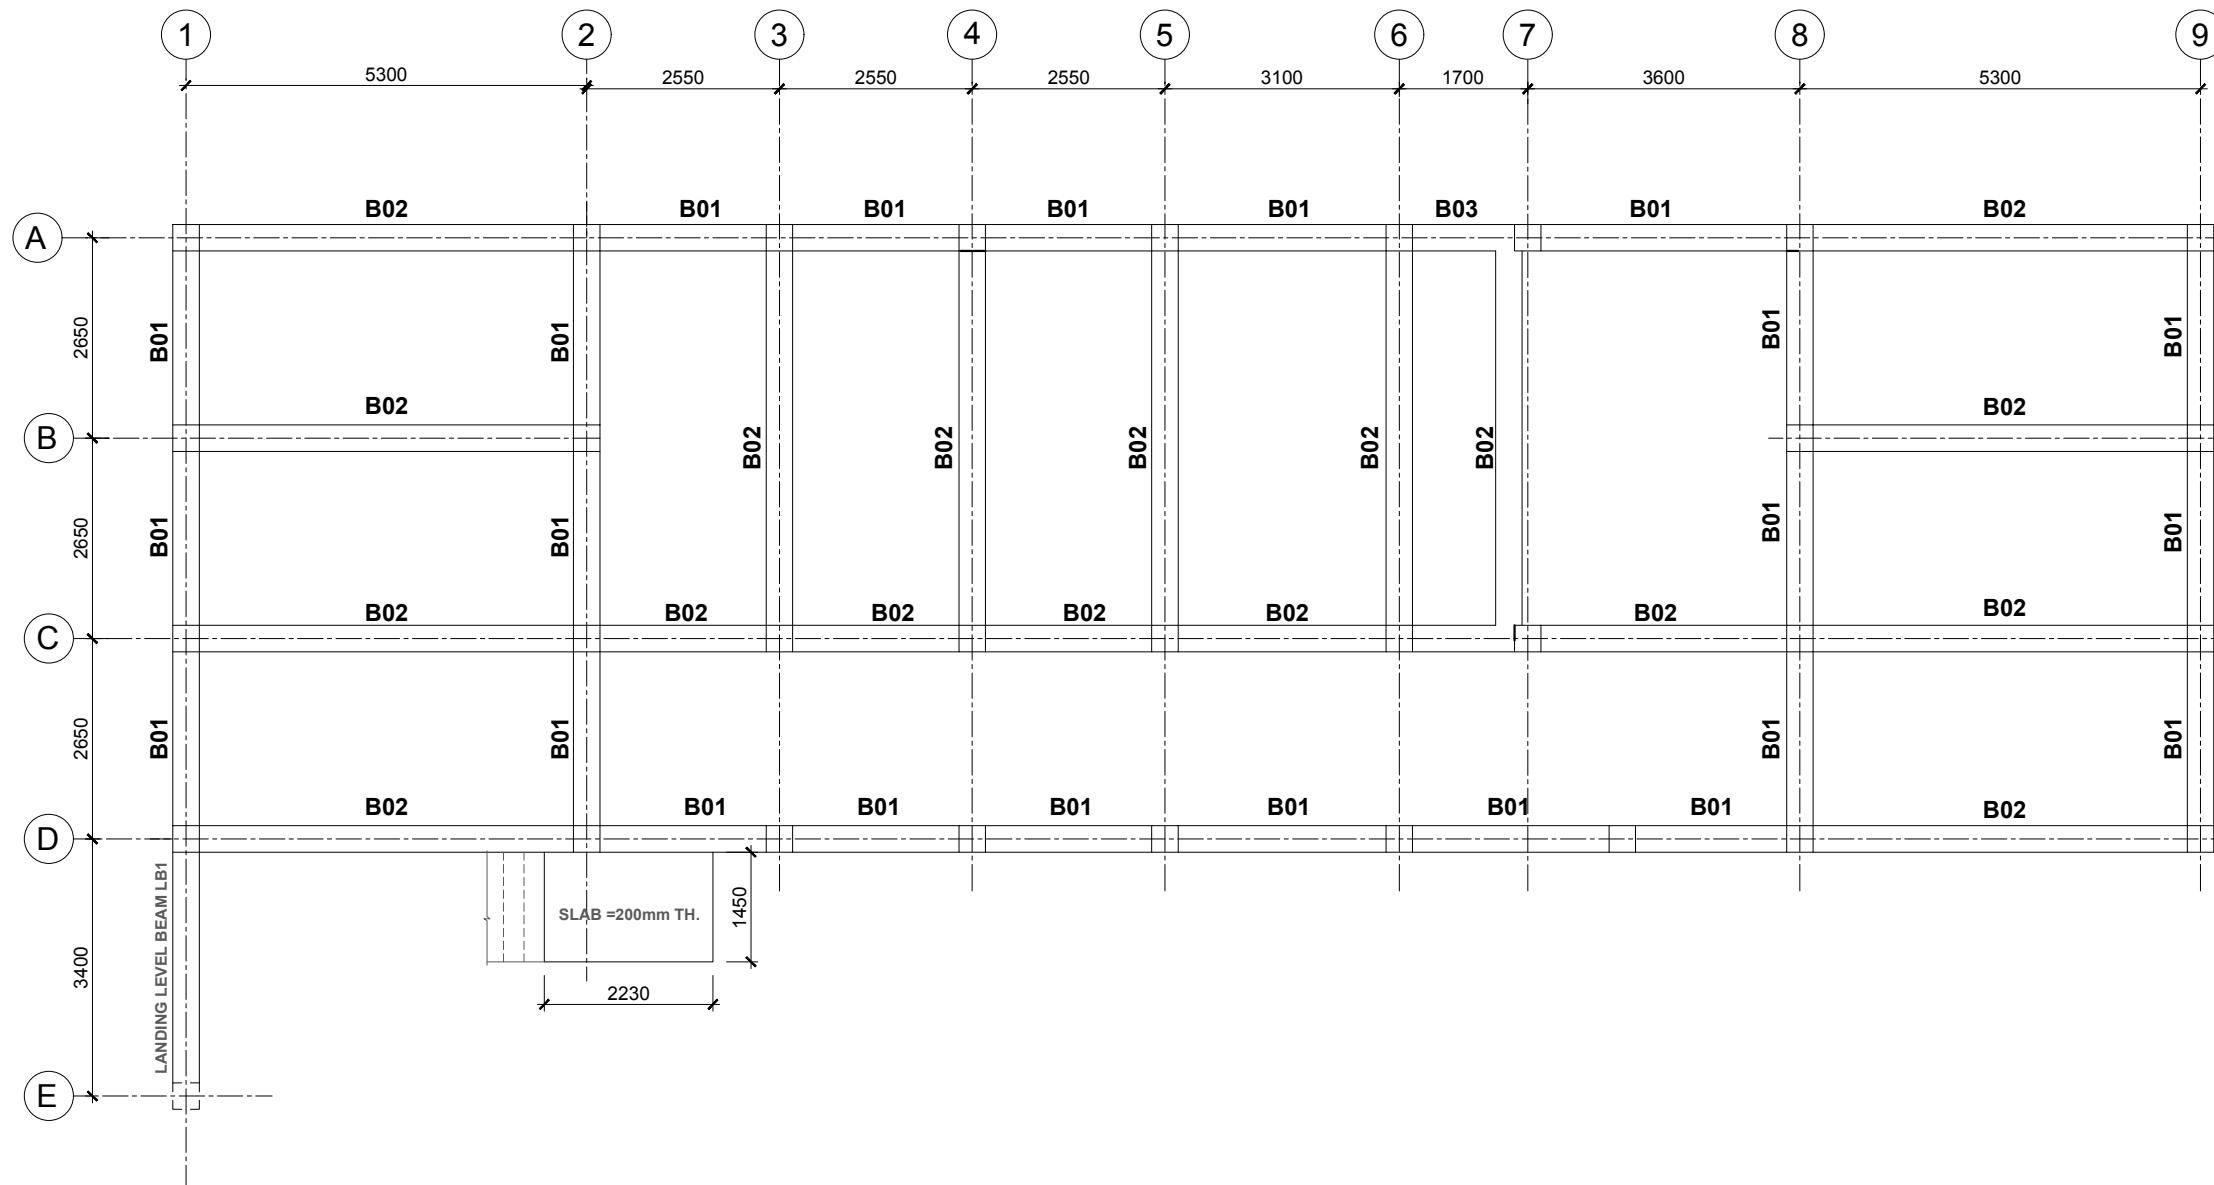 1 2 3 4 5 6 7 8 9
5300 2550 2550 2550 3100 1700 3600 5300
B02 B01 B01 B01 B01 B03 B01 B02
A
2650
B01 B01 B01 B01
B02 B02
B
B02 B02 B02 B02 B02
2650
B01 B01 B01 B01
B02 B02 B02 B02 B02 B02 B02
C
2650
B01 B01 B01 B01
B02 B01 B01 B01 B01 B01 B01 B02
D
LANDING LEVEL BEAM LB1
SLAB =200mm TH.
1450
3400
2230
E